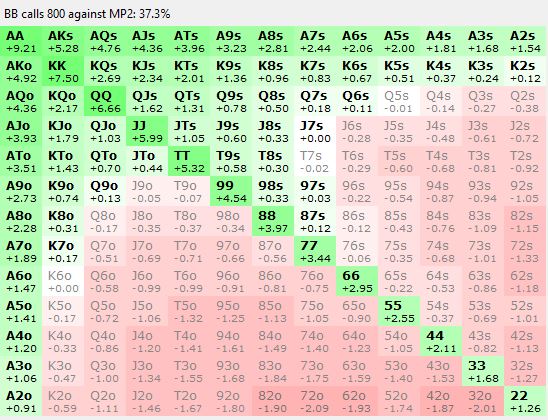 BB calls 800 against MP2: 37.3%
AA AKs AQs AJs ATs A9s A8s A7s A6s A5s A4s A3s A2s
+9.21 +5.28 +4.76 +4.36 +3.96 +3.23 +2.81 +2.44 +2.06 +2.00 +1.81 +1.68 +1.54
AKo KK KQs KJs KTs K9s K8s K7s K6s K5s K4s K3s K2s
+4.92 +7.50 +2.69 +2.34 +2.01 +1.36 +0.96 +0.83 +0.67 +0.51 +0.37 +0.24 +0.12
AQo KQo QQ QJs QTs Q9s Q8s Q7s Q6s Q5s Q4s Q3s Q2s
+4.36 +2.17 +6.66 +1.62 +1.31 +0.78 +0.50 +0.18 +0.11 -0.01 -0.14 -0.27 -0.38
AJo KJo QJo JJ JTs J9s J8s J7s J6s J5s J4s J3s J2s
+3.93 +1.79 +1.03 +5.99 +1.05 +0.60 +0.33 +0.00 -0.28 -0.35 -0.48 -0.61 -0.72
ATo KTo QTo JTo TT T9s T8s T7s T6s T5s T4s T3s T2s
+3.51 +1.43 +0.70 +0.44 +5.32 +0.58 +0.30 -0.02 -0.29 -0.60 -0.68 -0.81 -0.92
A9o K9o Q9o J9o T9o 99 98s 97s 96s 95s 94s 93s 92s
+2.73 +0.74 +0.13 -0.05 -0.07 +4.54 +0.33 +0.03 -0.22 -0.54 -0.87 -0.94 -1.05
A8o K8o Q8o J8o T8o 98o 88 87s 86s 85s 84s 83s 82s
+2.28 +0.31 -0.17 -0.35 -0.37 -0.34 +3.97 +0.12 -0.12 -0.43 -0.76 -1.09 -1.15
A7o K7o Q7o J7o T7o 97o 87o 77 76s 75s 74s 73s 72s
+1.89 +0.17 -0.51 -0.69 -0.71 -0.66 -0.56 +3.44 -0.06 -0.35 -0.68 -1.01 -1.33
A6o K6o Q6o J6o T6o 96o 86o 76o 66 65s 64s 63s 62s
+1.47 +0.00 -0.58 -0.99 -0.99 -0.91 -0.81 -0.75 +2.95 -0.22 -0.53 -0.86 -1.18
A5o K5o Q5o J5o T5o 95o 85o 75o 65o 55 54s 53s 52s
+1.41 -0.17 -0.72 -1.06 -1.32 -1.25 -1.13 -1.05 -0.90 +2.55 -0.37 -0.69 -1.01
A4o K4o Q4o J4o T4o 94o 84o 74o 64o 54o 44 43s 42s
+1.20 -0.33 -0.86 -1.20 -1.41 -1.61 -1.49 -1.40 -1.23 -1.05 +2.11 -0.82 -1.13
A3o K3o Q3o J3o T3o 93o 83o 73o 63o 53o 43o 33 32s
+1.06 -0.47 -1.00 -1.34 -1.55 -1.68 -1.84 -1.75 -1.59 -1.40 -1.53 +1.68 -1.27
A2o K2o Q2o J2o T2o 92o 82o 72o 62o 52o 42o 32o 22
+0.91 -0.59 -1.11 -1.46 -1.67 -1.80 -1.90 -2.09 -1.93 -1.74 -1.87 -2.01 +1.26